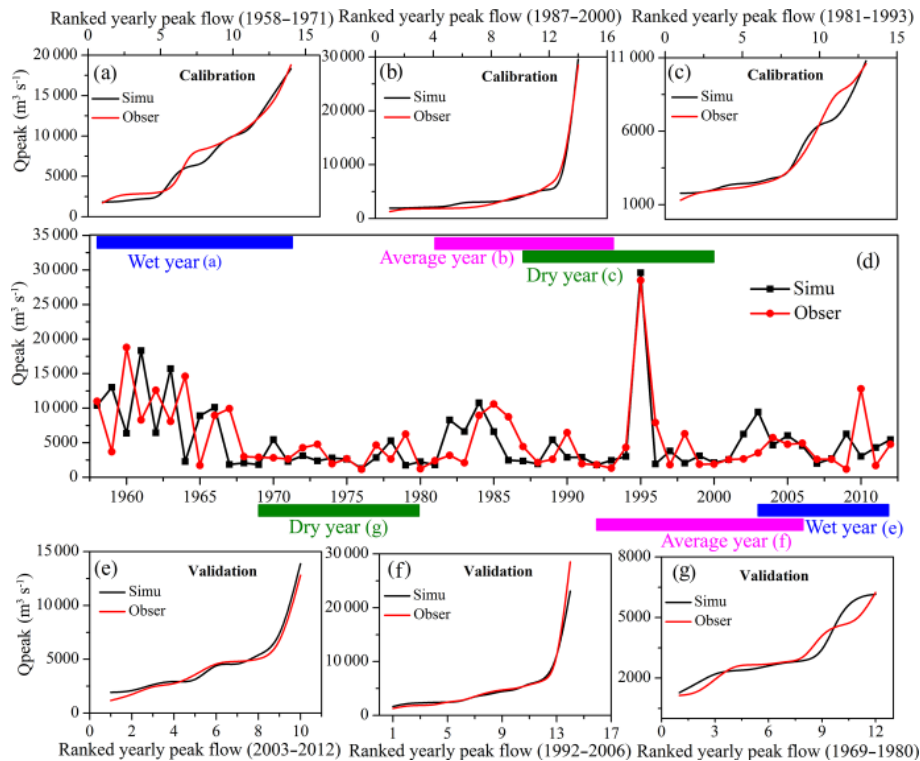 Ranked yearly peak flow (1958–1971)
Ranked yearly peak flow (1987–2000)
Ranked yearly peak flow (1981–1993)
0 5 10 15
0 4 8 12 16
0 5 10 15
Qpeak (m³ s⁻¹)
20 000
15 000
10 000
5000
0
(a)
Calibration
Simu
Obser
30 000
20 000
10 000
0
(b)
Calibration
Simu
Obser
11 000
6000
1000
(c)
Calibration
Simu
Obser
Qpeak (m³ s⁻¹)
35 000
30 000
25 000
20 000
15 000
10 000
5000
0
Wet year (a)
Average year (b)
Dry year (c)
(d)
Simu
Obser
1960 1965 1970 1975 1980 1985 1990 1995 2000 2005 2010
Dry year (g)
Average year (f)
Wet year (e)
Qpeak (m³ s⁻¹)
15 000
10 000
5000
0
(e)
Validation
Simu
Obser
0 2 4 6 8 10
Ranked yearly peak flow (2003–2012)
30 000
20 000
10 000
0
(f)
Validation
Simu
Obser
1 5 9 13 17
Ranked yearly peak flow (1992–2006)
8000
5000
2000
(g)
Validation
Simu
Obser
0 3 6 9 12
Ranked yearly peak flow (1969–1980)